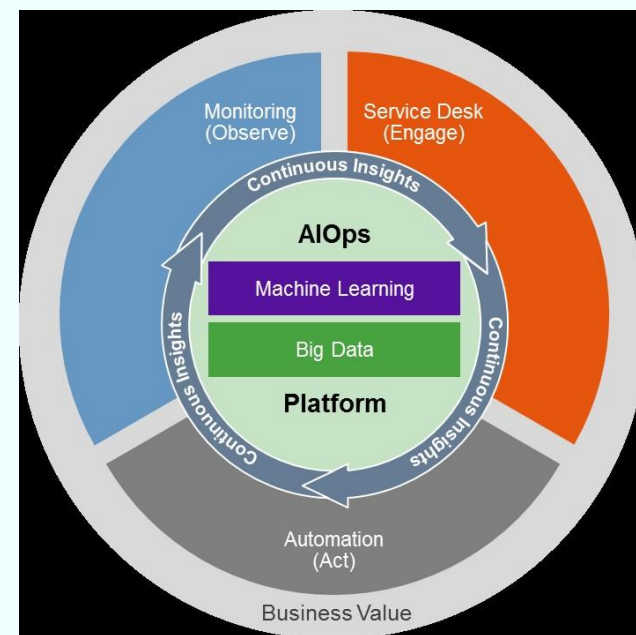 Monitoring
(Observe)
Service Desk
(Engage)
Continuous Insights
AIOps
Machine Learning
Big Data
Platform
Continuous Insights
Continuous Insights
Automation
(Act)
Business Value